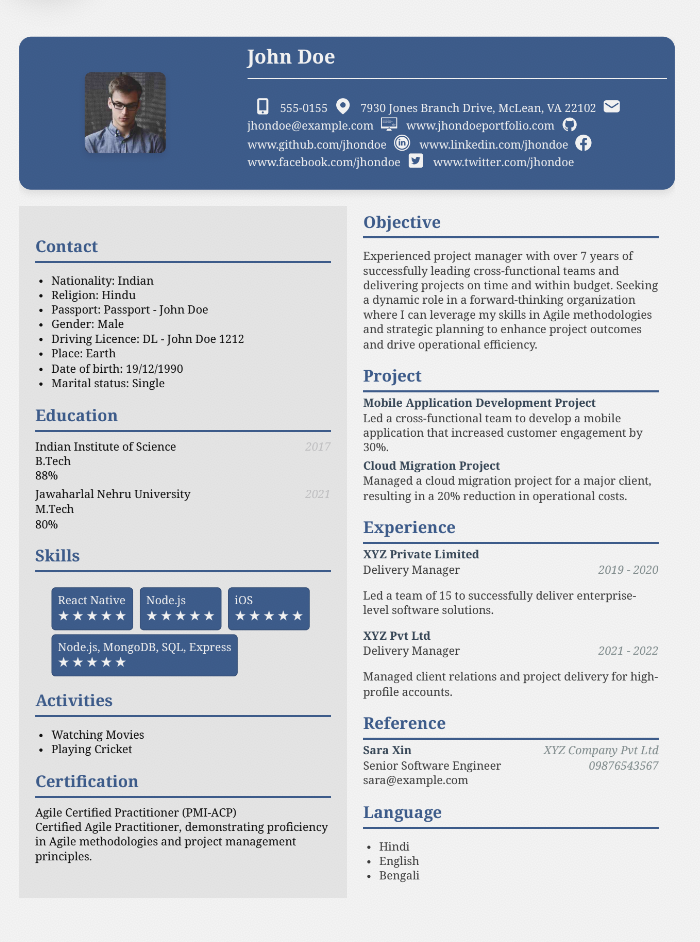 John Doe
555-0155 7930 Jones Branch Drive, McLean, VA 22102
jhondoe@example.com www.jhondoeportfolio.com
www.github.com/jhondoe www.linkedin.com/jhondoe
www.facebook.com/jhondoe www.twitter.com/jhondoe
Contact
• Nationality: Indian
• Religion: Hindu
• Passport: Passport - John Doe
• Gender: Male
• Driving Licence: DL - John Doe 1212
• Place: Earth
• Date of birth: 19/12/1990
• Marital status: Single
Education
Indian Institute of Science 2017
B.Tech
88%
Jawaharlal Nehru University 2021
M.Tech
80%
Skills
React Native Node.js iOS
★★★★★ ★★★★★ ★★★★★
Node.js, MongoDB, SQL, Express
★★★★★
Activities
• Watching Movies
• Playing Cricket
Certification
Agile Certified Practitioner (PMI-ACP)
Certified Agile Practitioner, demonstrating proficiency
in Agile methodologies and project management
principles.
Objective
Experienced project manager with over 7 years of
successfully leading cross-functional teams and
delivering projects on time and within budget. Seeking
a dynamic role in a forward-thinking organization
where I can leverage my skills in Agile methodologies
and strategic planning to enhance project outcomes
and drive operational efficiency.
Project
Mobile Application Development Project
Led a cross-functional team to develop a mobile
application that increased customer engagement by
30%.
Cloud Migration Project
Managed a cloud migration project for a major client,
resulting in a 20% reduction in operational costs.
Experience
XYZ Private Limited
Delivery Manager 2019 - 2020
Led a team of 15 to successfully deliver enterprise-
level software solutions.
XYZ Pvt Ltd
Delivery Manager 2021 - 2022
Managed client relations and project delivery for high-
profile accounts.
Reference
Sara Xin XYZ Company Pvt Ltd
Senior Software Engineer 09876543567
sara@example.com
Language
• Hindi
• English
• Bengali